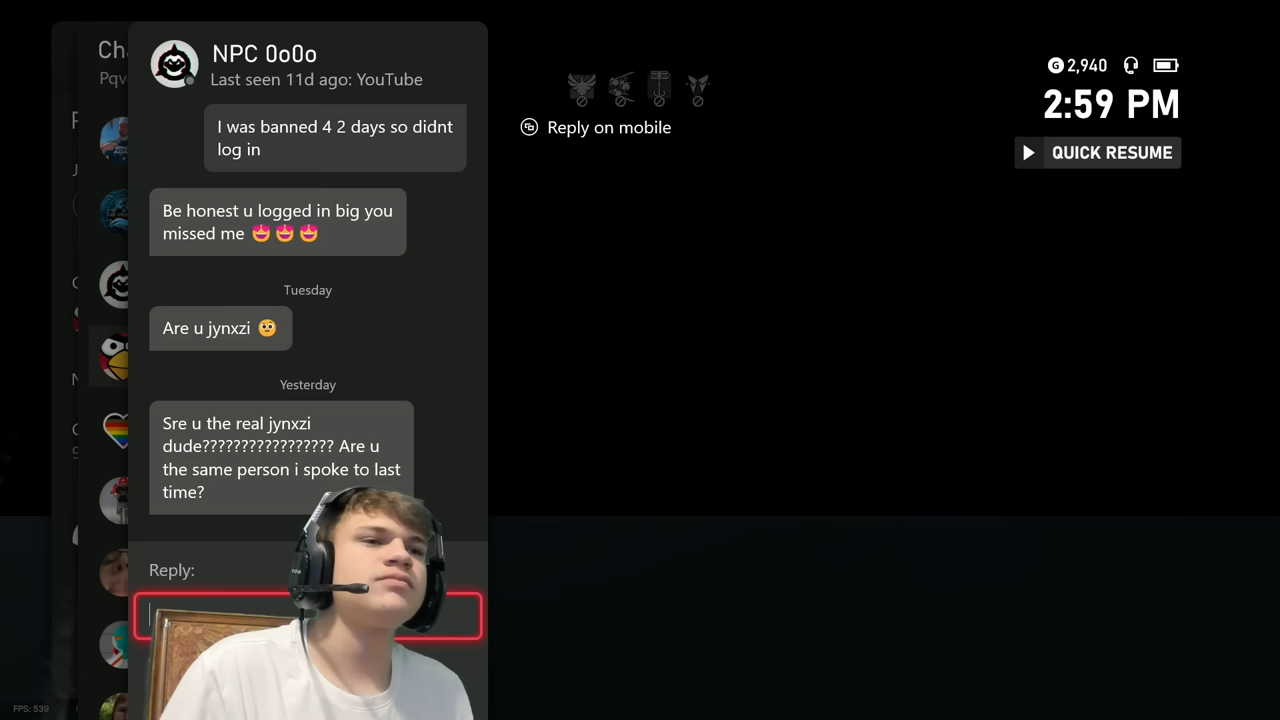 Ch
Pqv
NPC 0o0o
Last seen 11d ago: YouTube
I was banned 4 2 days so didnt
log in
Be honest u logged in big you
missed me 😍 😍 😍
Tuesday
Are u jynxzi 🥺
Yesterday
Sre u the real jynxzi
dude????????????????? Are u
the same person i spoke to last
time?
Reply:
Reply on mobile
G 2,940
2:59 PM
QUICK RESUME
FPS: 539